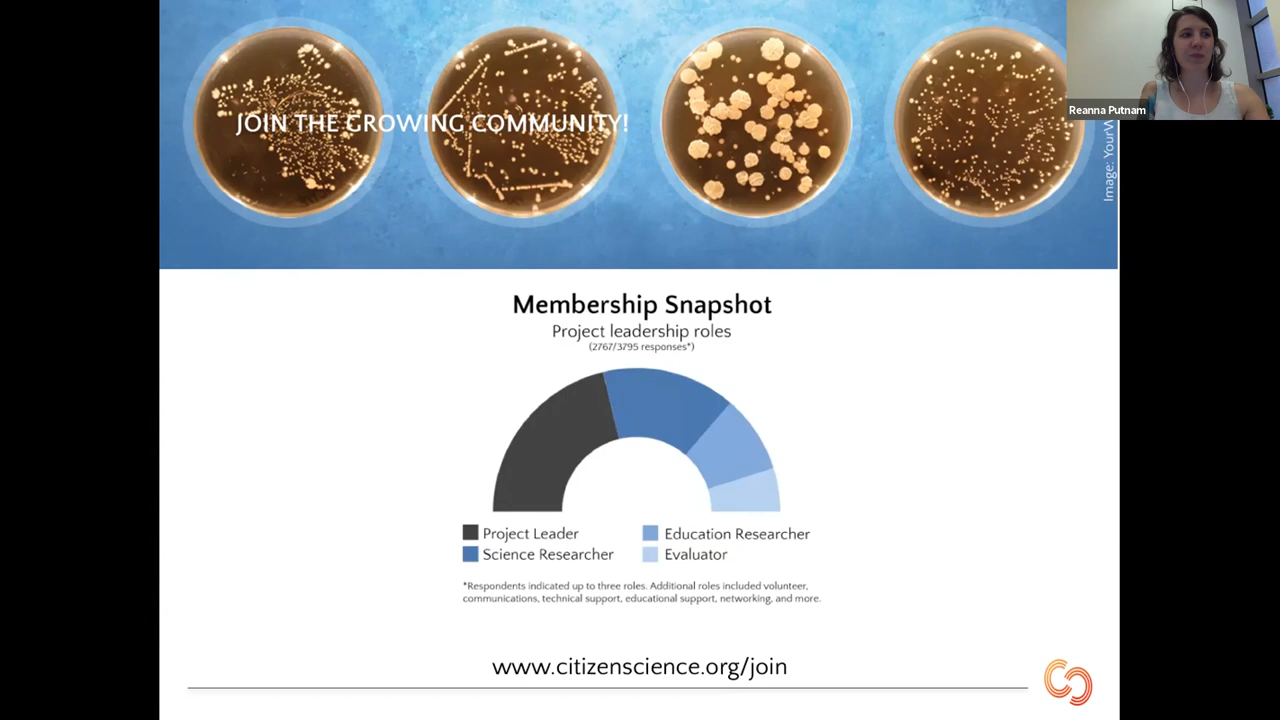 JOIN THE GROWING COMMUNITY!
Reanna Putnam
Image:
Membership Snapshot
Project leadership roles
(2767/3795 responses*)
Project Leader
Education Researcher
Science Researcher
Evaluator
*Respondents indicated up to three roles. Additional roles included volunteer,
communications, technical support, educational support, networking, and more.
www.citizenscience.org/join